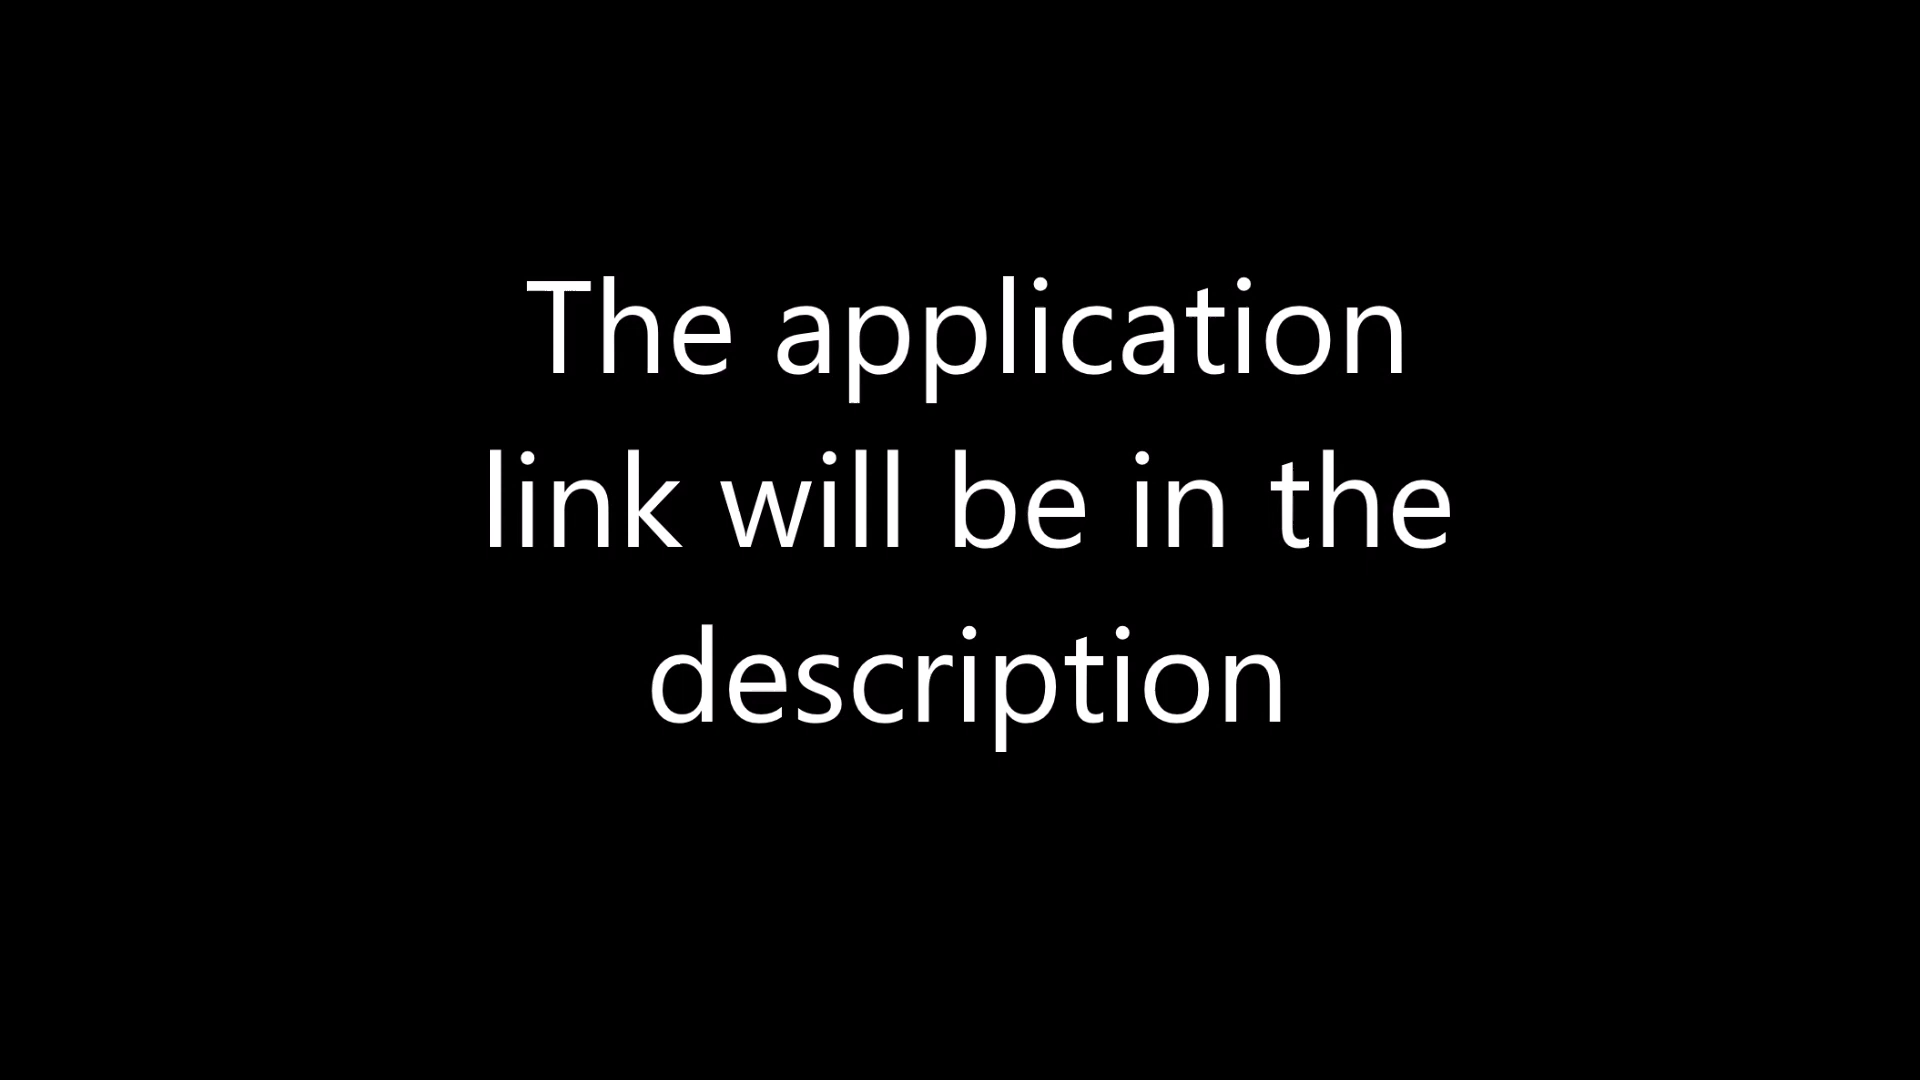 The application
link will be in the
description